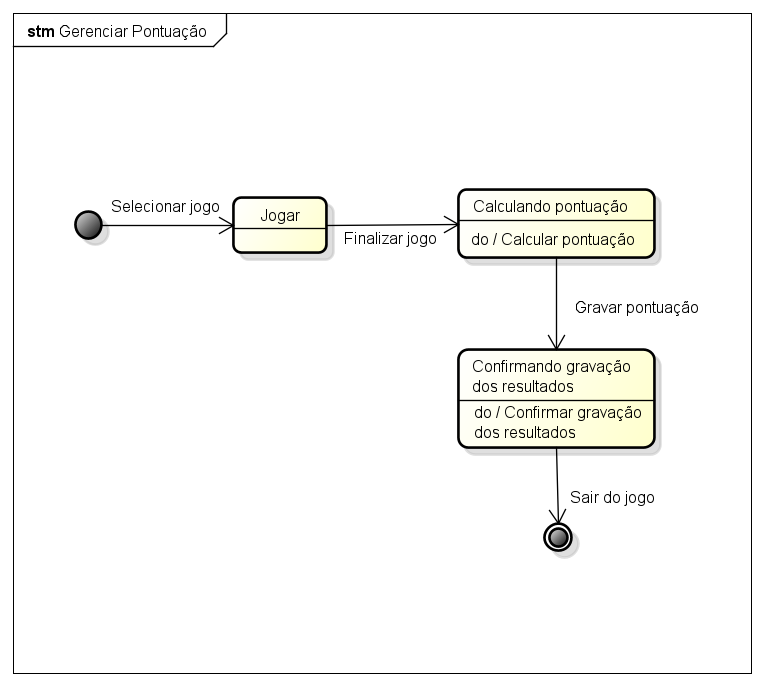 stm Gerenciar Pontuação
Selecionar jogo
Jogar
Finalizar jogo
Calculando pontuação
do / Calcular pontuação
Gravar pontuação
Confirmando gravação
dos resultados
do / Confirmar gravação
dos resultados
Sair do jogo